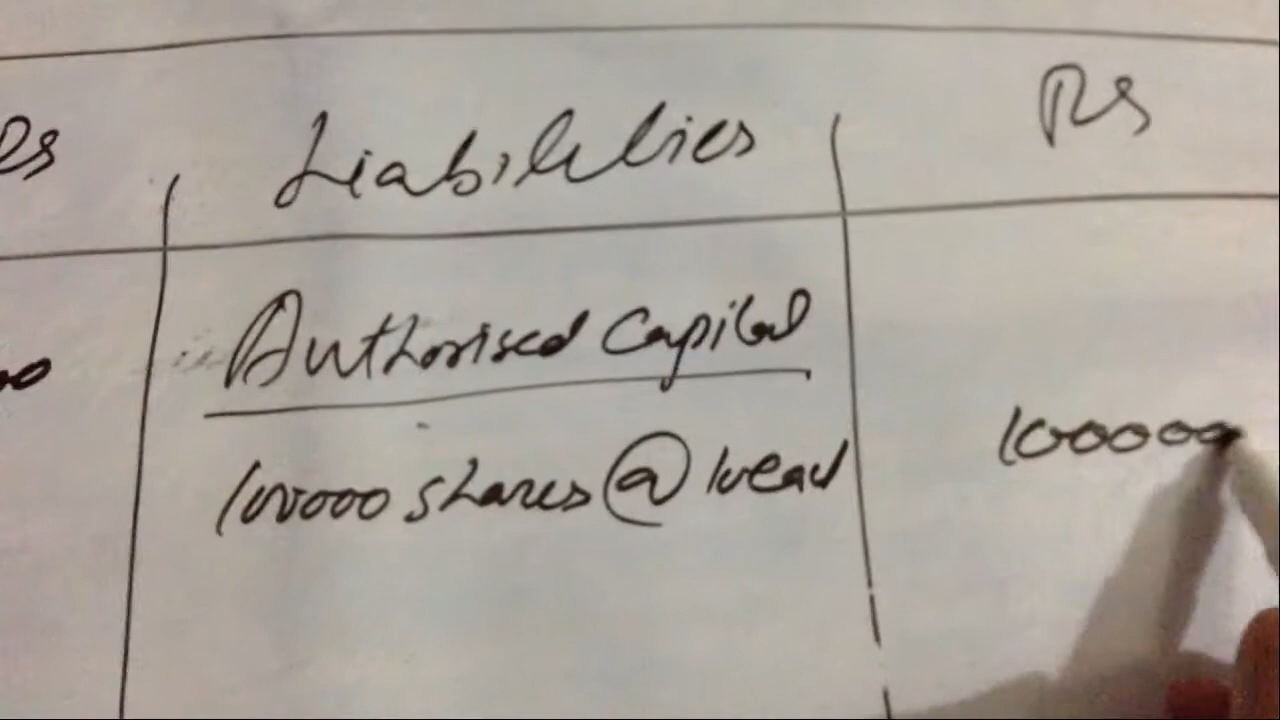 Rs Liabilities Rs
Authorised Capital
100000 shares @ 10 each 100000